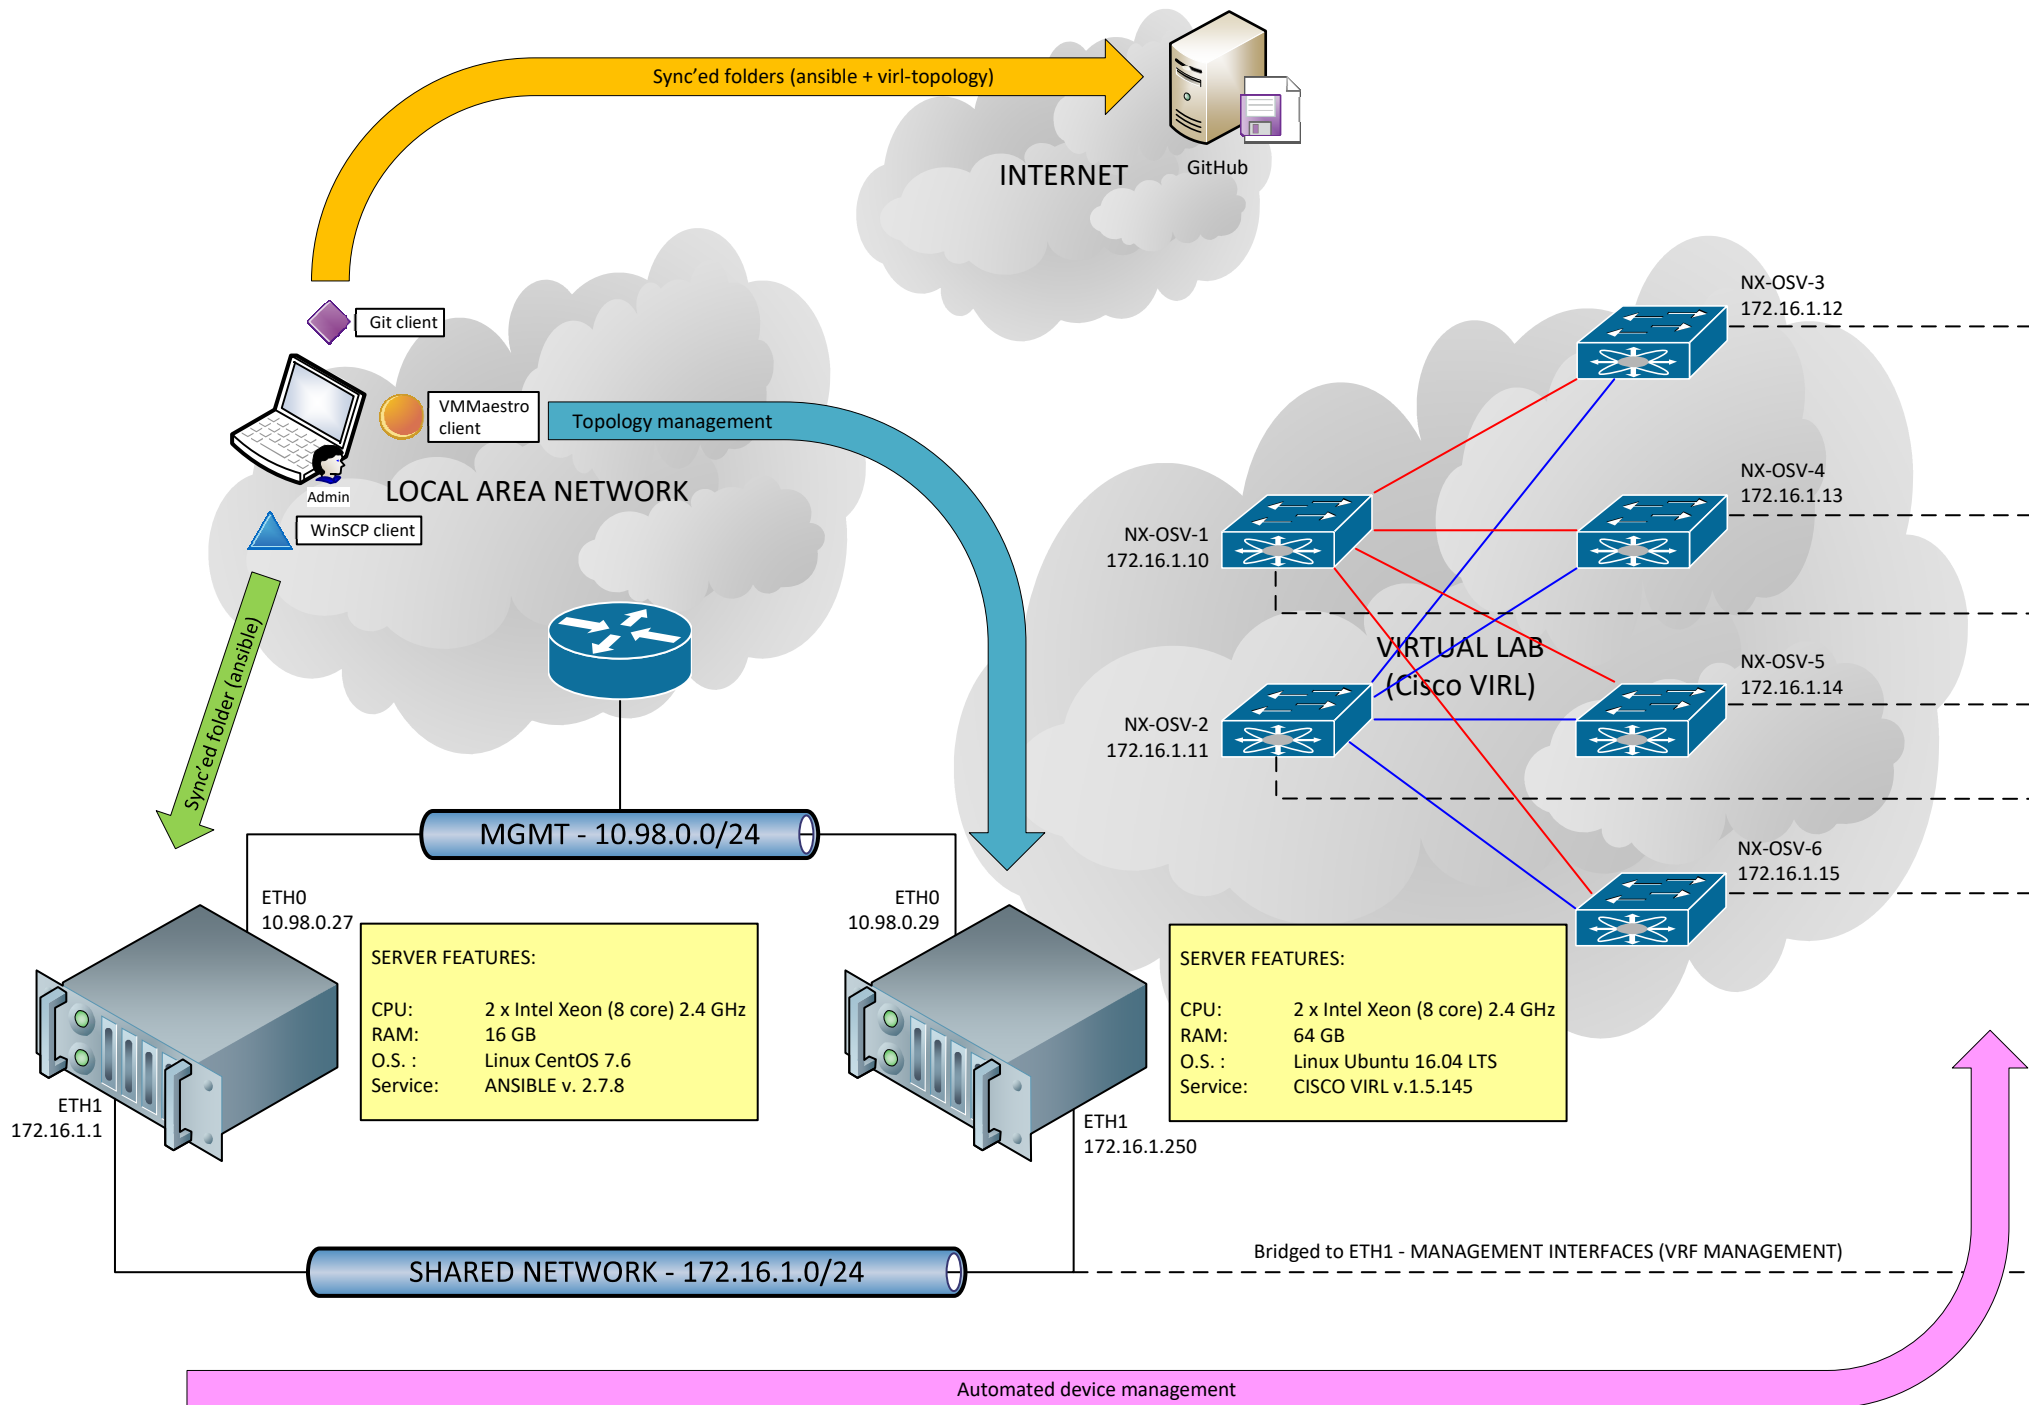 Sync’ed folders (ansible + virl-topology)
INTERNET
GitHub
Git client
VMMaestro
client
Topology management
Admin
LOCAL AREA NETWORK
WinSCP client
Sync’ed folder (ansible)
NX-OSV-3
172.16.1.12
NX-OSV-4
172.16.1.13
NX-OSV-1
172.16.1.10
VIRTUAL LAB
(Cisco VIRL)
NX-OSV-5
172.16.1.14
NX-OSV-2
172.16.1.11
NX-OSV-6
172.16.1.15
MGMT - 10.98.0.0/24
ETH0
10.98.0.27
ETH0
10.98.0.29
SERVER FEATURES:
CPU: 2 x Intel Xeon (8 core) 2.4 GHz
RAM: 16 GB
O.S. : Linux CentOS 7.6
Service: ANSIBLE v. 2.7.8
SERVER FEATURES:
CPU: 2 x Intel Xeon (8 core) 2.4 GHz
RAM: 64 GB
O.S. : Linux Ubuntu 16.04 LTS
Service: CISCO VIRL v.1.5.145
ETH1
172.16.1.1
ETH1
172.16.1.250
SHARED NETWORK - 172.16.1.0/24
Bridged to ETH1 - MANAGEMENT INTERFACES (VRF MANAGEMENT)
Automated device management